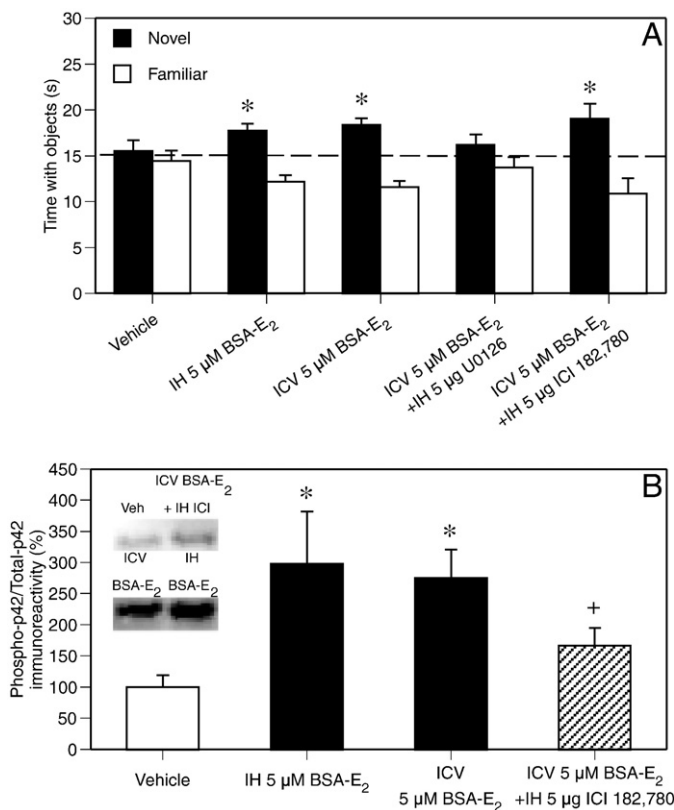 A
Novel
Familiar
Time with objects (s)
30
25
20
15
10
5
0
*
*
*
Vehicle
IH 5 µM BSA-E₂
ICV 5 µM BSA-E₂
ICV 5 µM BSA-E₂
+IH 5 µg U0126
ICV 5 µM BSA-E₂
+IH 5 µg ICI 182,780
B
Phospho-p42/Total-p42
immunoreactivity (%)
450
400
350
300
250
200
150
100
50
0
ICV BSA-E₂
Veh + IH ICI
ICV IH
BSA-E₂ BSA-E₂
*
*
+
Vehicle
IH 5 µM BSA-E₂
ICV
5 µM BSA-E₂
ICV 5 µM BSA-E₂
+IH 5 µg ICI 182,780